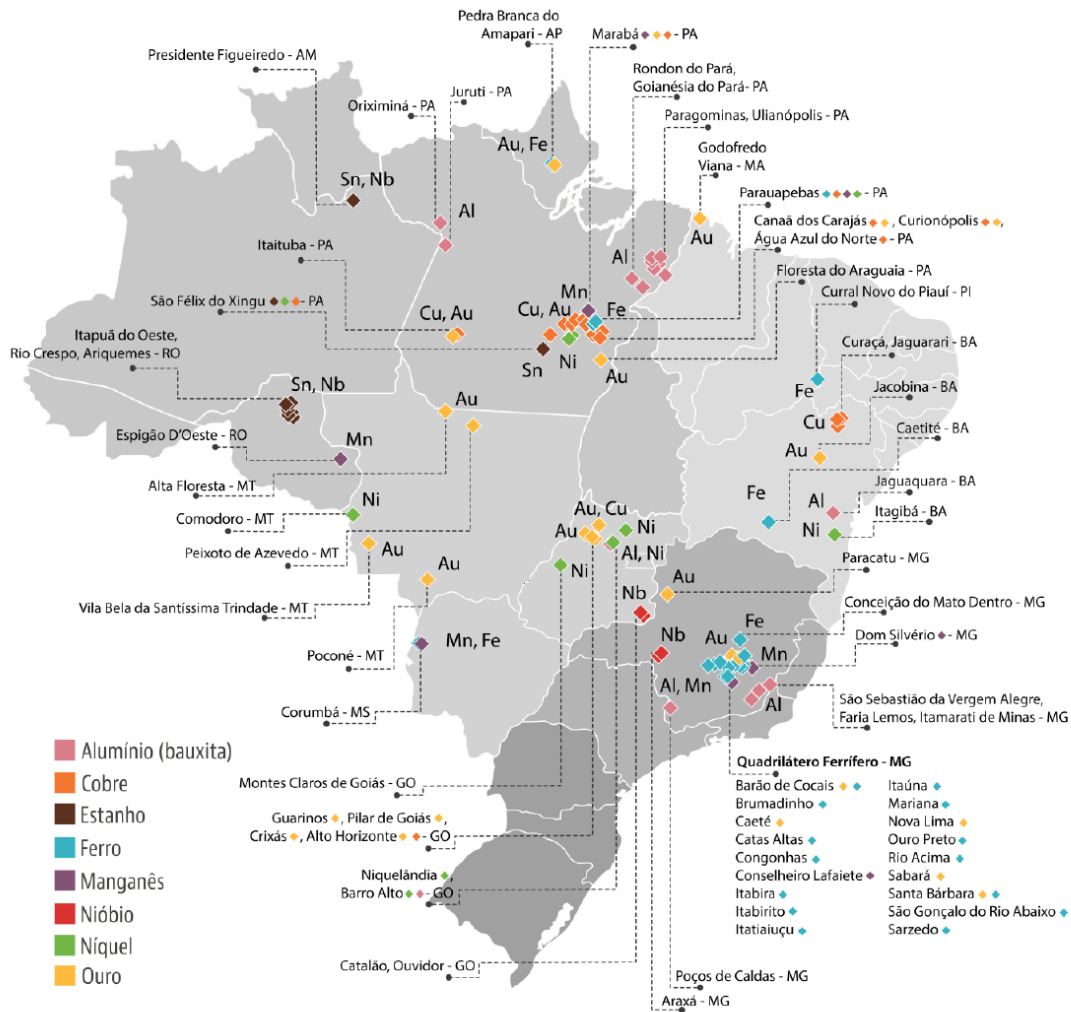 Pedra Branca do
Amapari - AP
Marabá - PA
Presidente Figueiredo - AM
Rondon do Pará,
Goianésia do Pará- PA
Juruti - PA
Oriximiná - PA
Paragominas, Ulianópolis - PA
Godofredo
Viana - MA
Au, Fe
Sn, Nb
Parauapebas - PA
Al
Canaã dos Carajás , Curionópolis ,
Água Azul do Norte - PA
Au
Itaituba - PA
Al
Floresta do Araguaia - PA
São Félix do Xingu - PA
Mn
Curral Novo do Piauí - PI
Cu, Au
Cu, Au
Fe
Itapuã do Oeste,
Rio Crespo, Ariquemes - RO
Curaçá, Jaguarari - BA
Sn
Ni
Au
Sn, Nb
Fe
Jacobina - BA
Au
Cu
Caetité - BA
Espigão D'Oeste - RO
Mn
Au
Alta Floresta - MT
Jaguaquara - BA
Ni
Fe
Al
Comodoro - MT
Au, Cu
Itagibá - BA
Au
Ni
Ni
Peixoto de Azevedo - MT
Au
Al, Ni
Paracatu - MG
Au
Ni
Au
Vila Bela da Santíssima Trindade - MT
Nb
Conceição do Mato Dentro - MG
Fe
Mn, Fe
Nb
Au
Dom Silvério - MG
Poconé - MT
Mn
Al, Mn
São Sebastião da Vergem Alegre,
Faria Lemos, Itamarati de Minas - MG
Al
Corumbá - MS
Alumínio (bauxita)
Cobre
Estanho
Ferro
Manganês
Nióbio
Níquel
Ouro
Montes Claros de Goiás - GO
Guarinos , Pilar de Goiás ,
Crixás , Alto Horizonte - GO
Niquelândia ,
Barro Alto - GO
Catalão, Ouvidor - GO
Quadrilátero Ferrífero - MG
Barão de Cocais
Brumadinho
Caeté
Catas Altas
Congonhas
Conselheiro Lafaiete
Itabira
Itabirito
Itatiaiuçu
Itaúna
Mariana
Nova Lima
Ouro Preto
Rio Acima
Sabará
Santa Bárbara
São Gonçalo do Rio Abaixo
Sarzedo
Poços de Caldas - MG
Araxá - MG